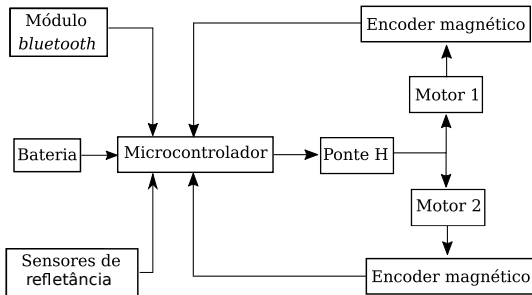 Módulo
bluetooth
Encoder magnético
Motor 1
Bateria
Microcontrolador
Ponte H
Motor 2
Sensores de
refletância
Encoder magnético